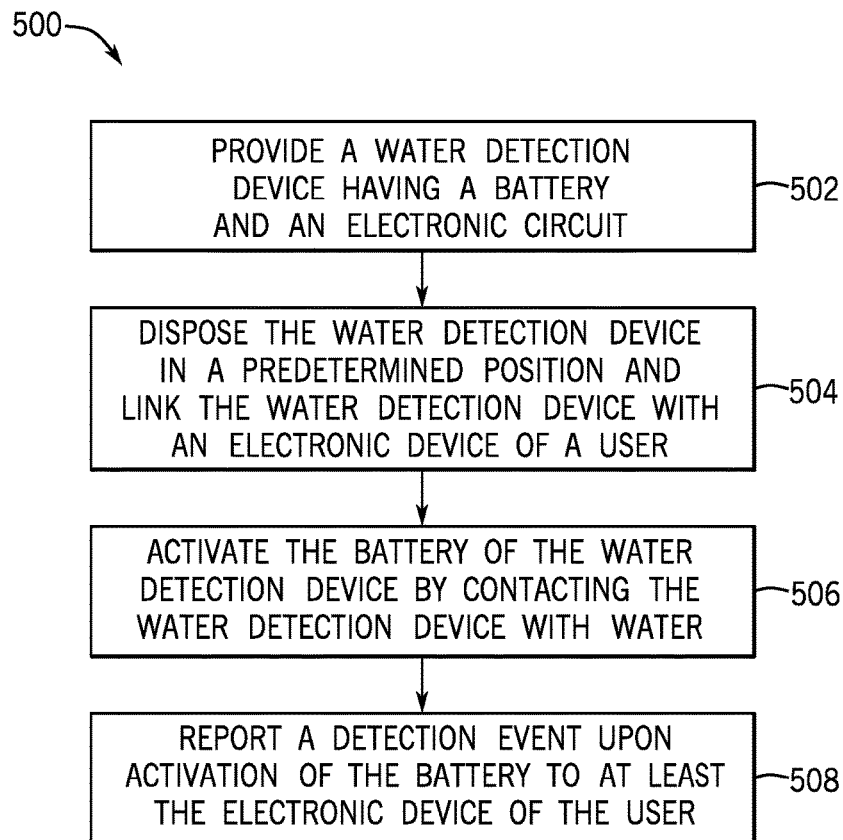 500
PROVIDE A WATER DETECTION
DEVICE HAVING A BATTERY
AND AN ELECTRONIC CIRCUIT
502
DISPOSE THE WATER DETECTION DEVICE
IN A PREDETERMINED POSITION AND
LINK THE WATER DETECTION DEVICE WITH
AN ELECTRONIC DEVICE OF A USER
504
ACTIVATE THE BATTERY OF THE WATER
DETECTION DEVICE BY CONTACTING THE
WATER DETECTION DEVICE WITH WATER
506
REPORT A DETECTION EVENT UPON
ACTIVATION OF THE BATTERY TO AT LEAST
THE ELECTRONIC DEVICE OF THE USER
508